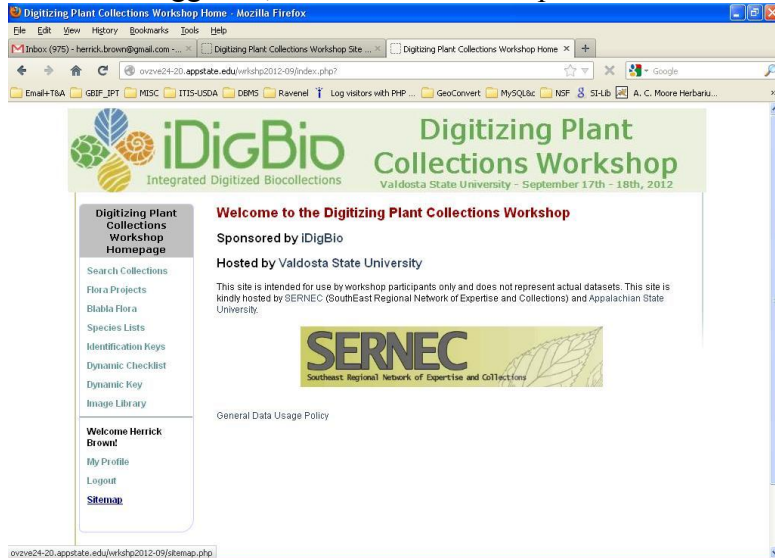 Digitizing Plant Collections Workshop Home - Mozilla Firefox
File Edit View History Bookmarks Tools Help
Inbox (975) - herrick.brown@gmail.com -...
Digitizing Plant Collections Workshop Site ...
Digitizing Plant Collections Workshop Home
ovzve24-20.appstate.edu/wrkshp2012-09/index.php?
Google
Email+T&A GBIF_IPT MISC ITIS-USDA DBMS Ravenel Log visitors with PHP ... GeoConvert MySQL&c NSF SI-Lib A. C. Moore Herbariu...
iDigBio
Integrated Digitized Biocollections
Digitizing Plant
Collections Workshop
Valdosta State University - September 17th - 18th, 2012
Digitizing Plant
Collections
Workshop
Homepage
Search Collections
Flora Projects
Blabla Flora
Species Lists
Identification Keys
Dynamic Checklist
Dynamic Key
Image Library
Welcome Herrick
Brown!
My Profile
Logout
Sitemap
Welcome to the Digitizing Plant Collections Workshop
Sponsored by iDigBio
Hosted by Valdosta State University
This site is intended for use by workshop participants only and does not represent actual datasets. This site is
kindly hosted by SERNEC (SouthEast Regional Network of Expertise and Collections) and Appalachian State
University.
SERNEC
Southeast Regional Network of Expertise and Collections
General Data Usage Policy
ovzve24-20.appstate.edu/wrkshp2012-09/sitemap.php